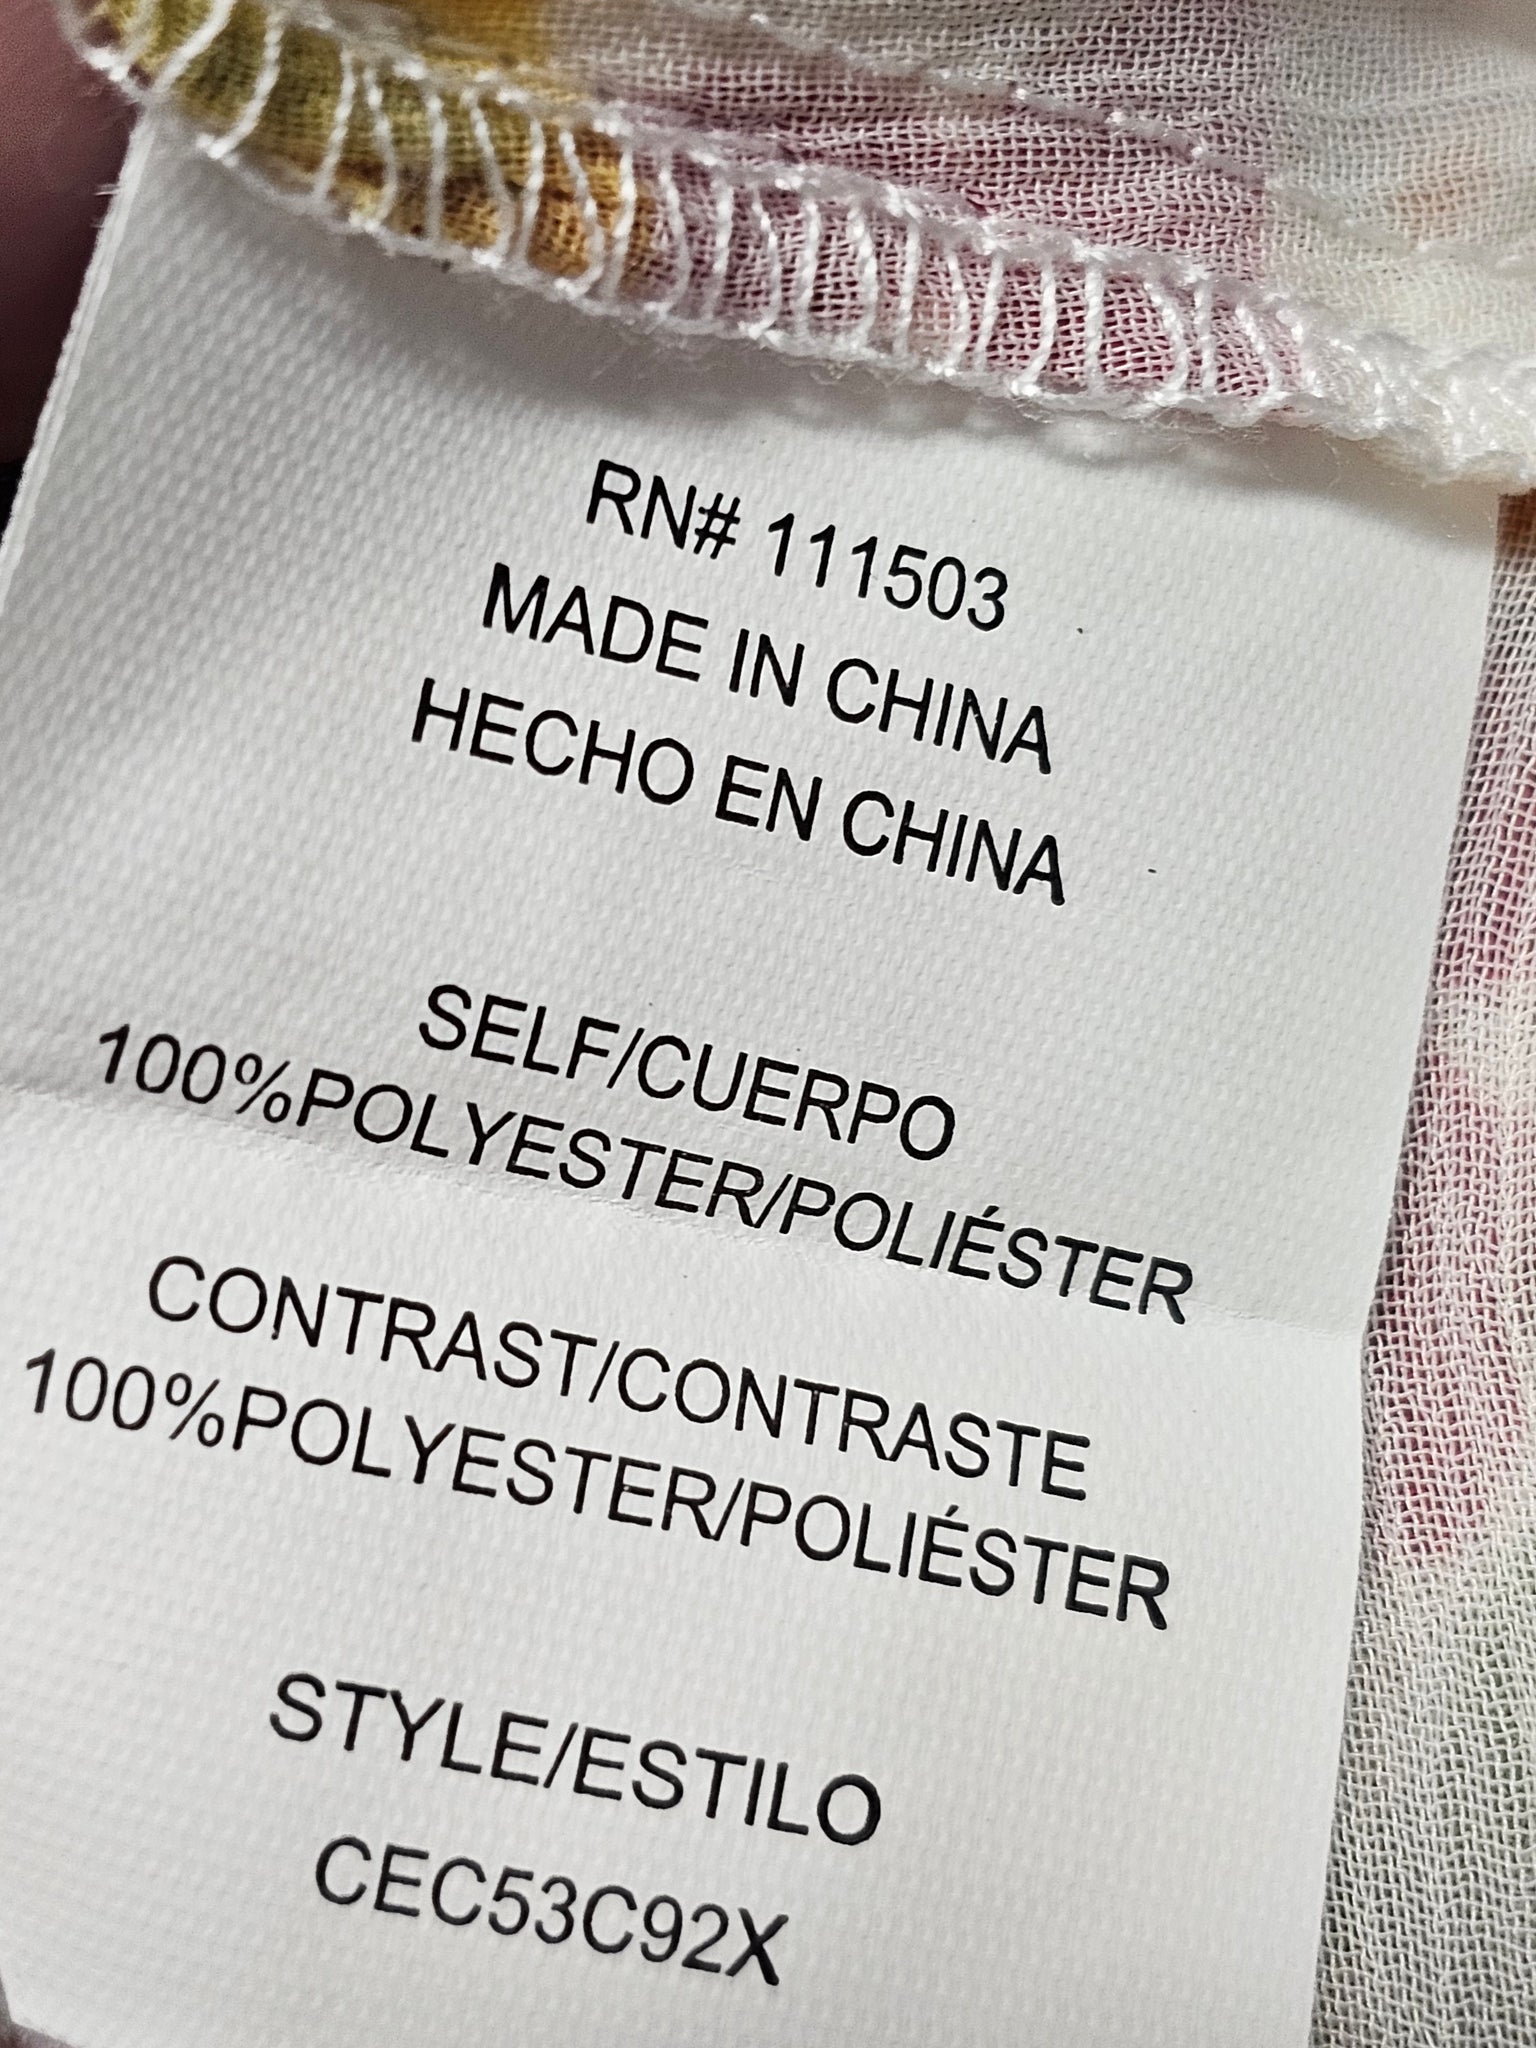 RN# 111503
MADE IN CHINA
HECHO EN CHINA
SELF/CUERPO
100%POLYESTER/POLIÉSTER
CONTRAST/CONTRASTE
100%POLYESTER/POLIÉSTER
STYLE/ESTILO
CEC53C92X